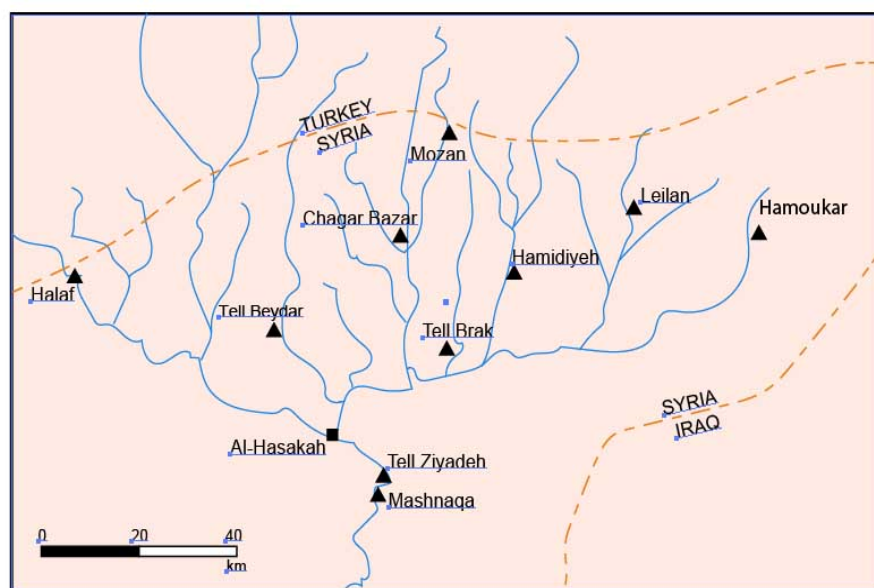 TURKEY
SYRIA
Mozan
Leilan
Hamoukar
Chagar Bazar
Hamidiyeh
Halaf
Tell Beydar
Tell Brak
SYRIA
IRAQ
Al-Hasakah
Tell Ziyadeh
Mashnaqa
0 20 40
km